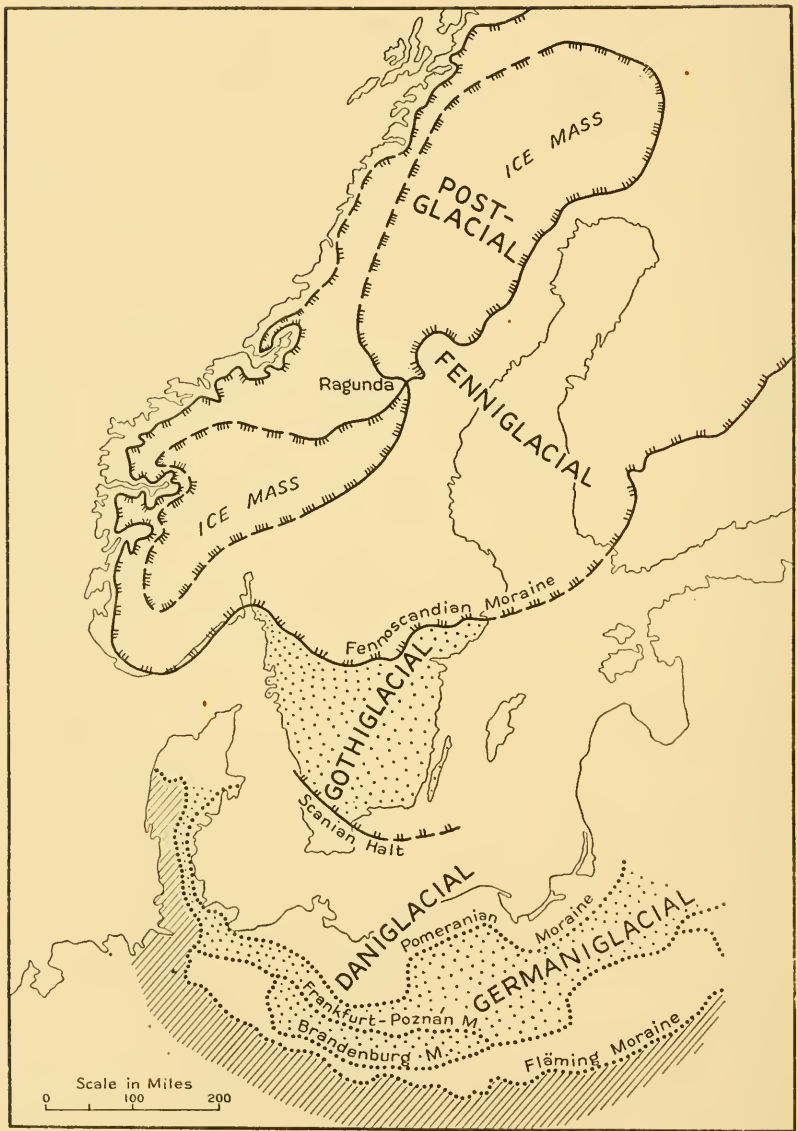 ICE MASS
POST-
GLACIAL
Ragunda
FENNIGLACIAL
ICE MASS
Fennoscandian Moraine
GOTHIGLACIAL
Scanian Halt
DANIGLACIAL
Pomeranian Moraine
GERMANIGLACIAL
Frankfurt-Poznań M
Brandenburg M.
Fläming Moraine
Scale in Miles
0 100 200